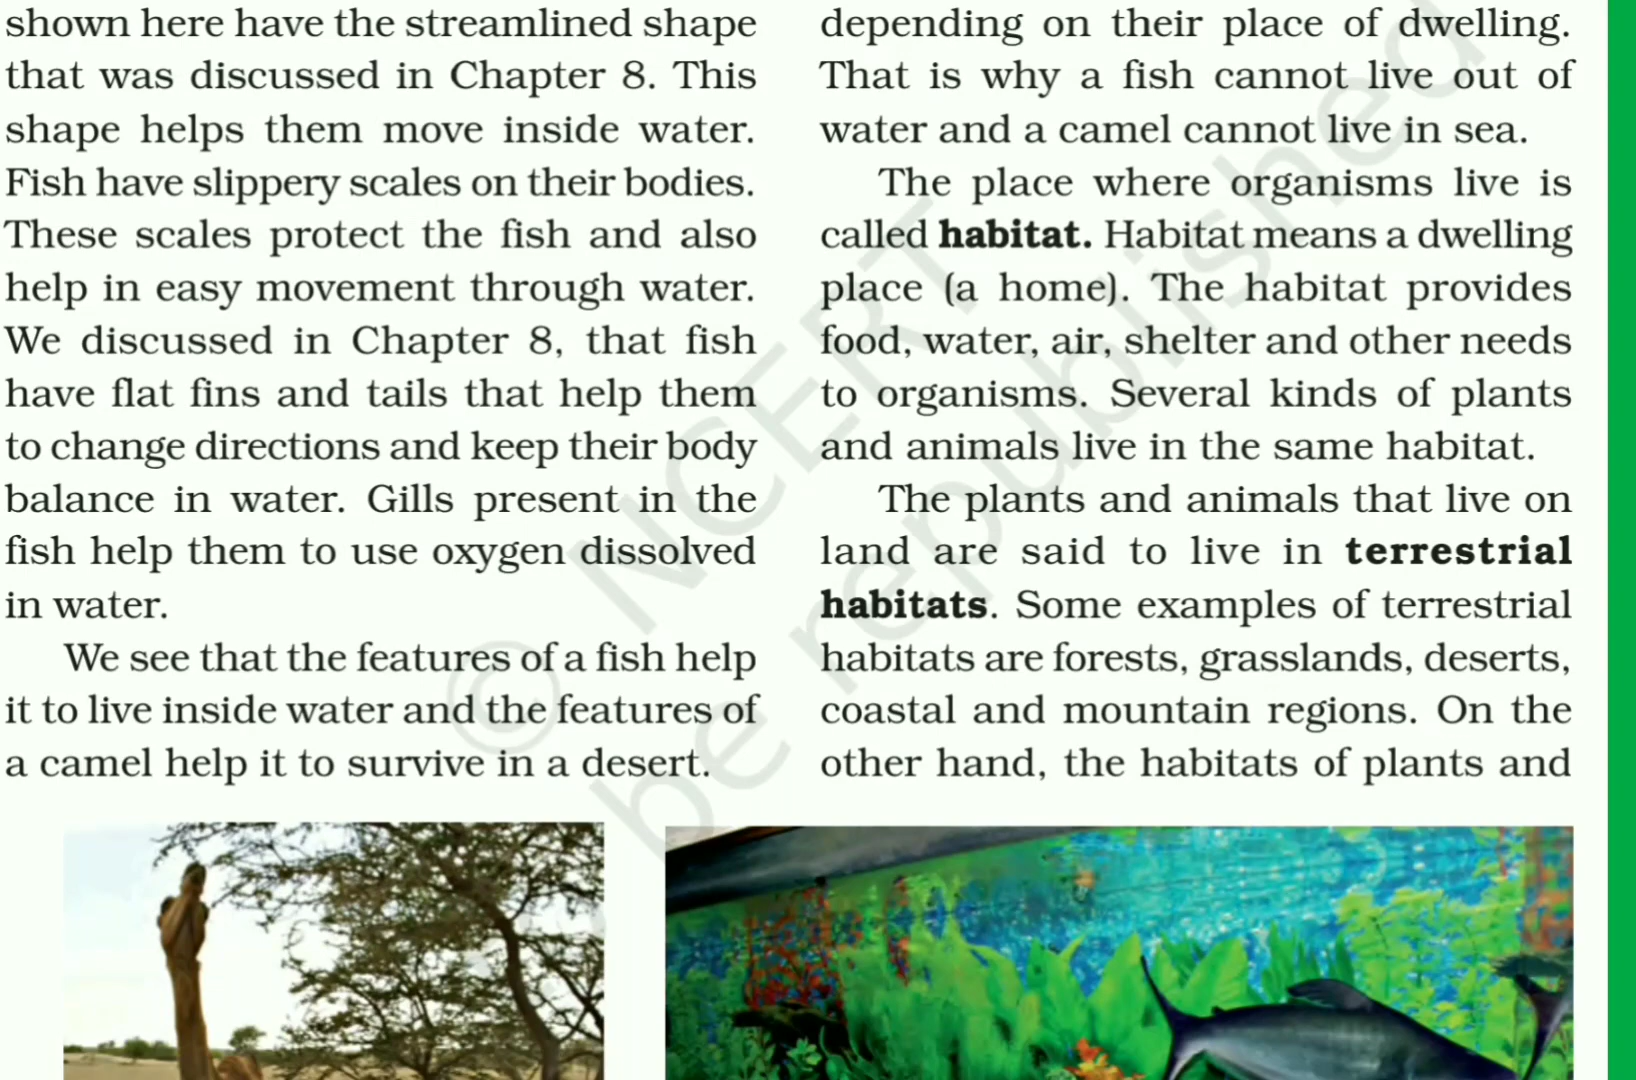 shown here have the streamlined shape
that was discussed in Chapter 8. This
shape helps them move inside water.
Fish have slippery scales on their bodies.
These scales protect the fish and also
help in easy movement through water.
We discussed in Chapter 8, that fish
have flat fins and tails that help them
to change directions and keep their body
balance in water. Gills present in the
fish help them to use oxygen dissolved
in water.
We see that the features of a fish help
it to live inside water and the features of
a camel help it to survive in a desert.
depending on their place of dwelling.
That is why a fish cannot live out of
water and a camel cannot live in sea.
The place where organisms live is
called habitat. Habitat means a dwelling
place (a home). The habitat provides
food, water, air, shelter and other needs
to organisms. Several kinds of plants
and animals live in the same habitat.
The plants and animals that live on
land are said to live in terrestrial
habitats. Some examples of terrestrial
habitats are forests, grasslands, deserts,
coastal and mountain regions. On the
other hand, the habitats of plants and
© NCERT
be republished